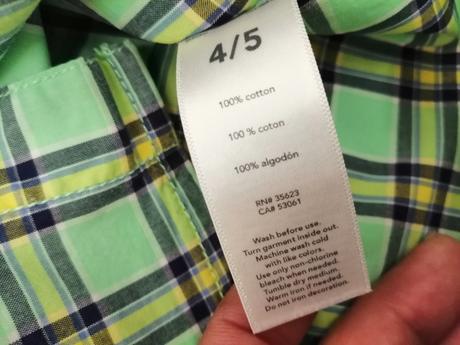 4/5
100% cotton
100 % coton
100% algodón
RN# 35623
CA# 53061
Wash before use.
Turn garment inside out.
Machine wash cold
with like colors.
Use only non-chlorine
bleach when needed.
Tumble dry medium.
Warm iron if needed.
Do not iron decoration.